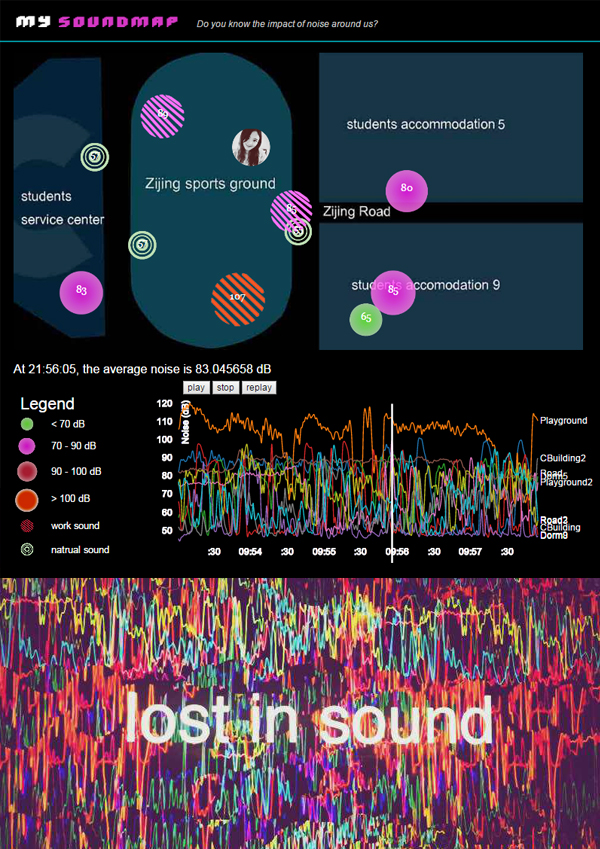 MY SOUNDMAP
Do you know the impact of noise around us?
89
students accommodation 5
67
Zijing sports ground
80
students
service center
85
Zijing Road
83
107
students accomodation 9
85
65
At 21:56:05, the average noise is 83.045658 dB
play stop replay
Legend
< 70 dB
70 - 90 dB
90 - 100 dB
> 100 dB
work sound
natrual sound
Noise (dB)
120
110
100
90
80
70
60
50
:30 09:54 :30 09:55 :30 09:56 :30 09:57 :30
Playground
CBuilding2
Road
Playground2
Road3
CBuilding
Dorm9
lost in sound